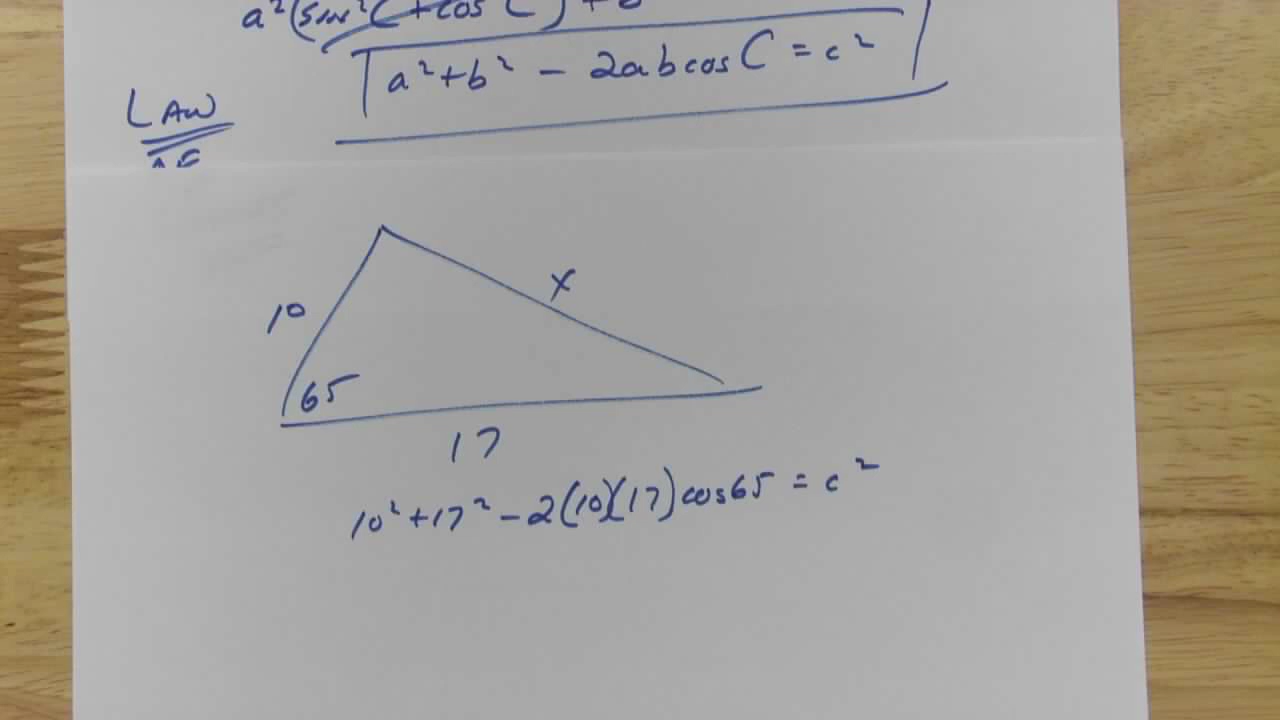 a²(sin²C + cos C) + b
a² + b² - 2ab cos C = c²
LAW
10
x
65
17
10² + 17² - 2(10)(17) cos 65 = c²